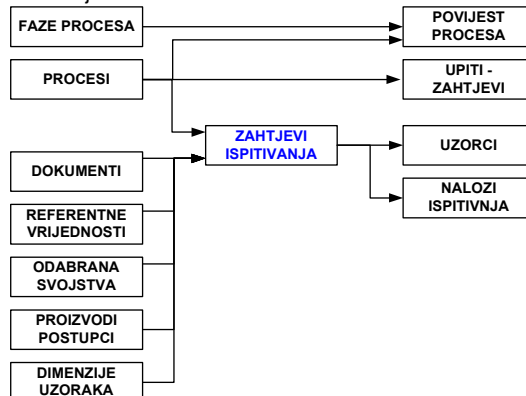 FAZE PROCESA
POVIJEST
PROCESA
PROCESI
UPITI -
ZAHTJEVI
ZAHTJEVI
ISPITIVANJA
UZORCI
DOKUMENTI
NALOZI
ISPITIVNJA
REFERENTNE
VRIJEDNOSTI
ODABRANA
SVOJSTVA
PROIZVODI
POSTUPCI
DIMENZIJE
UZORAKA